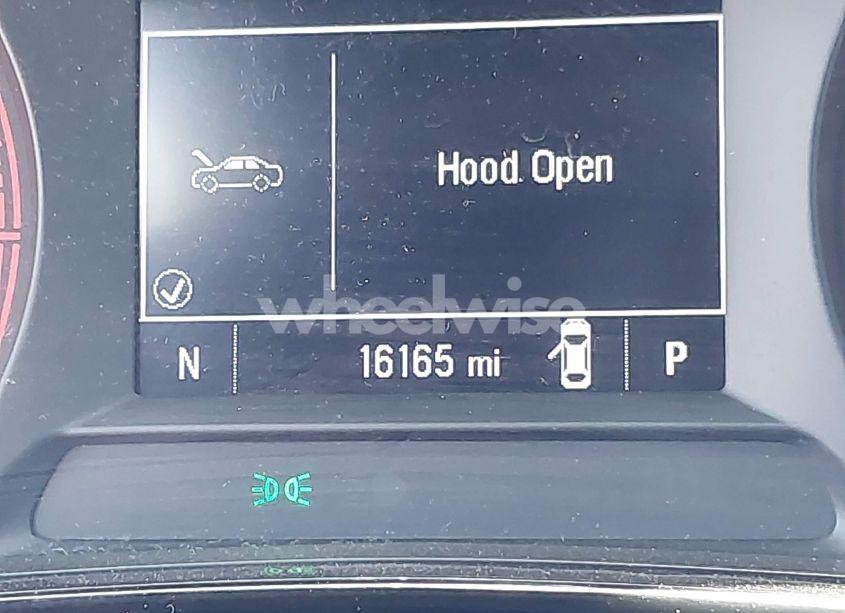 Hood Open
wheelwise
N 16165 mi P